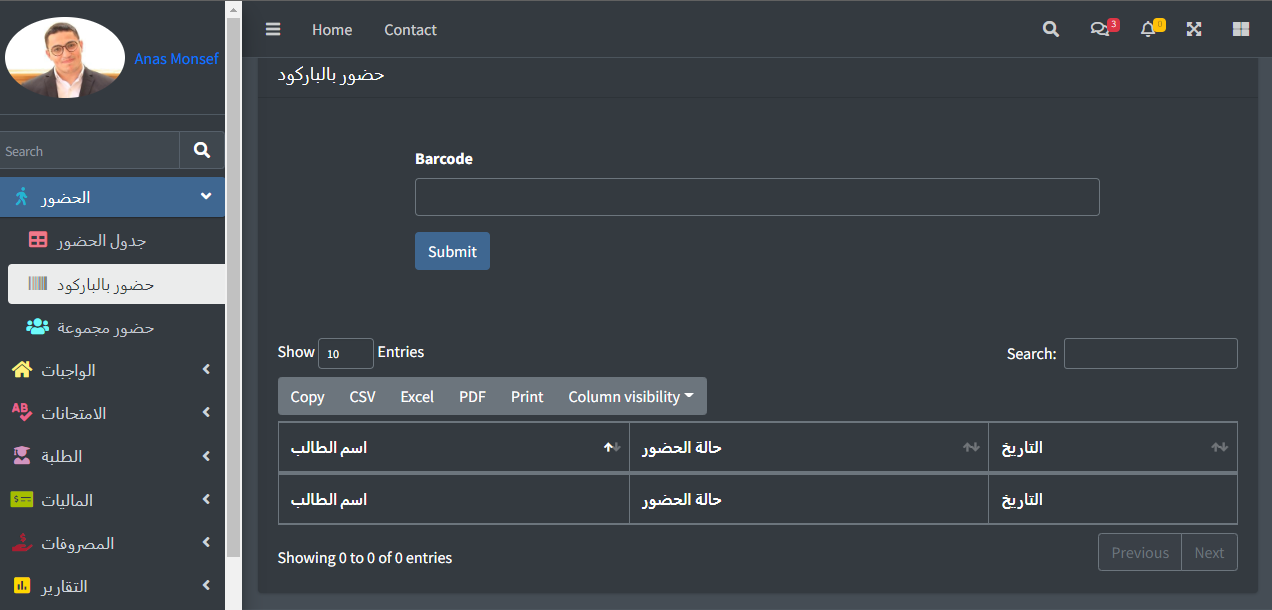 Anas Monsef
Search
الحضور
جدول الحضور
حضور بالباركود
حضور مجموعة
الواجبات
الامتحانات
الطلبة
الماليات
المصروفات
التقارير
Home Contact
3
0
حضور بالباركود
Barcode
Submit
Show 10 Entries
Search:
Copy CSV Excel PDF Print Column visibility
اسم الطالب حالة الحضور التاريخ
اسم الطالب حالة الحضور التاريخ
Showing 0 to 0 of 0 entries
Previous Next